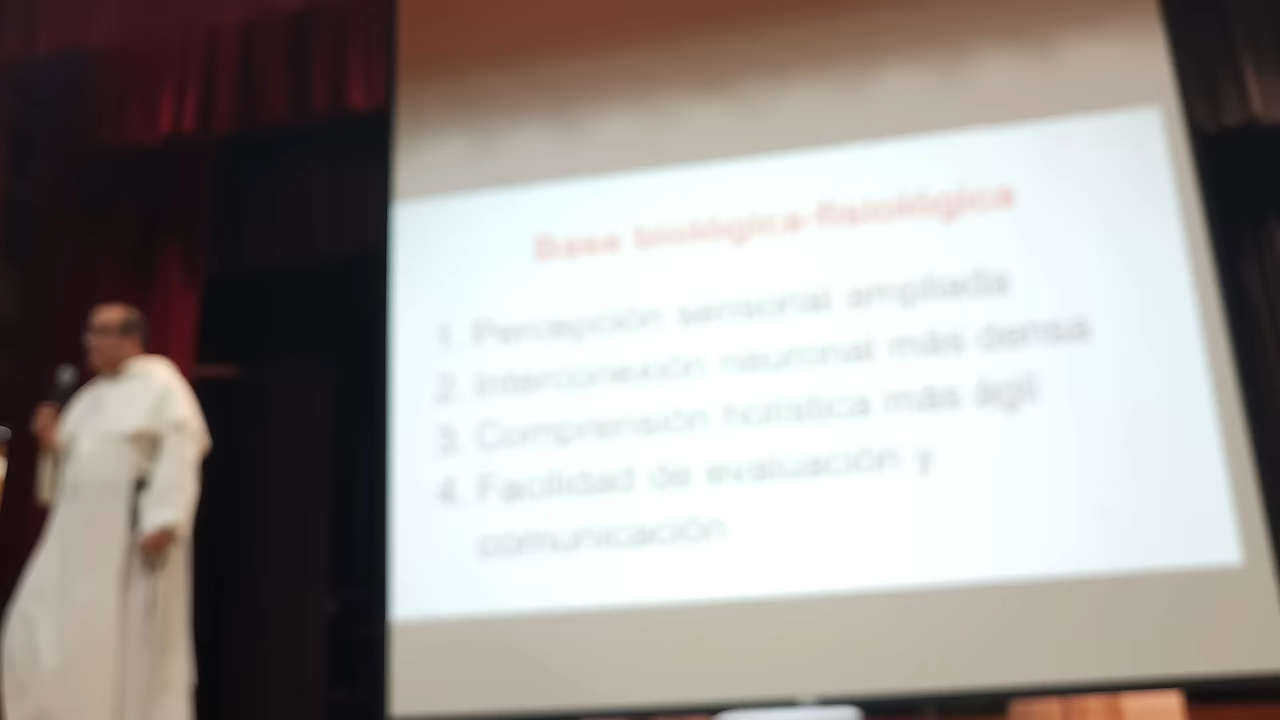 Base biológica-fisiológica
1. Percepción sensorial ampliada
2. Interconexión neuronal más densa
3. Comprensión holística más ágil
4. Facilidad de evaluación y
comunicación